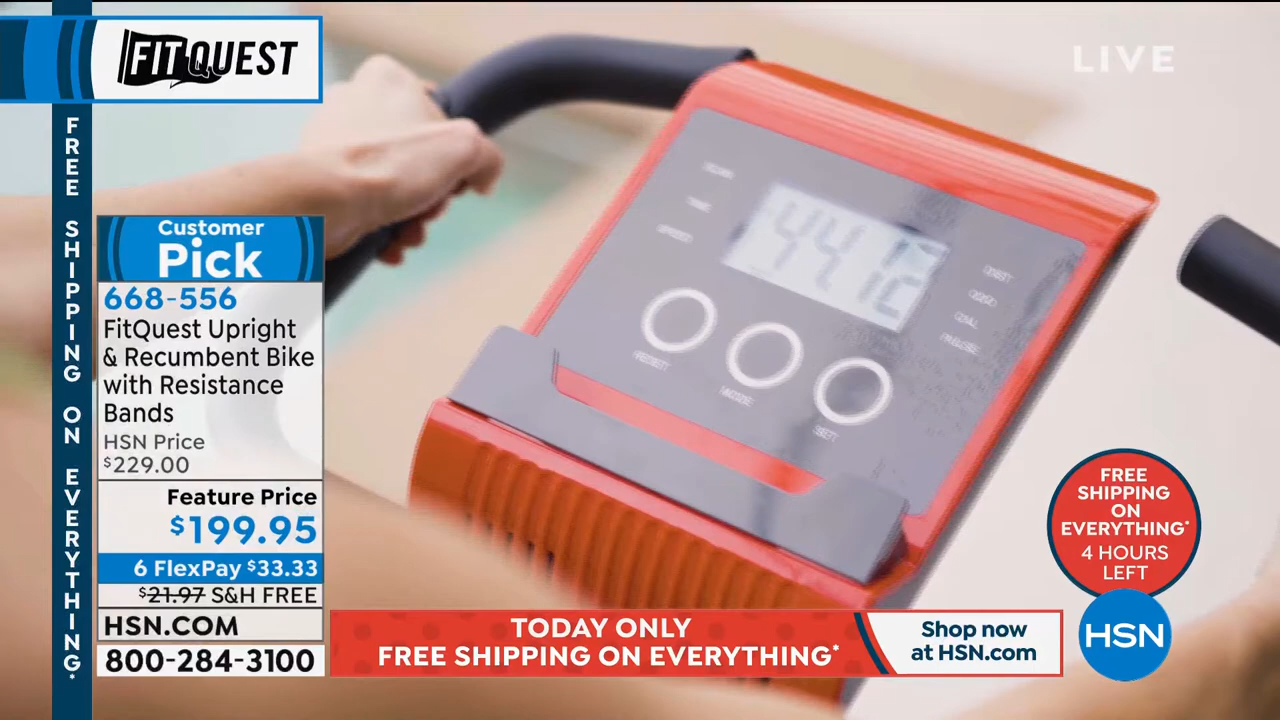 FITQUEST
LIVE
FREE SHIPPING ON EVERYTHING*
Customer
Pick
668-556
FitQuest Upright
& Recumbent Bike
with Resistance
Bands
HSN Price
$229.00
Feature Price
$199.95
6 FlexPay $33.33
$21.97 S&H FREE
HSN.COM
800-284-3100
FREE
SHIPPING
ON
EVERYTHING*
4 HOURS
LEFT
TODAY ONLY
FREE SHIPPING ON EVERYTHING*
Shop now
at HSN.com
HSN